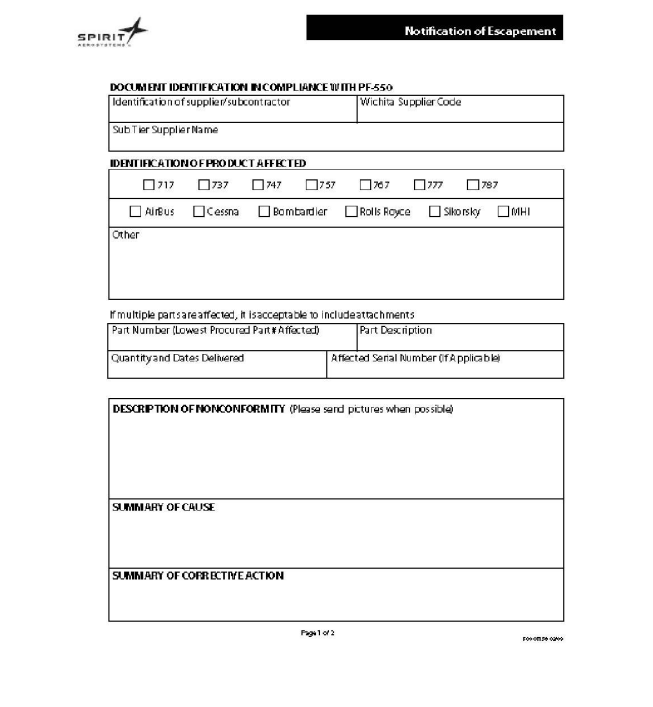 SPIRIT
AEROSYSTEMS
Notification of Escapement
DOCUMENT IDENTIFICATION IN COMPLIANCE WITH PF-550
Identification of supplier/subcontractor
Wichita Supplier Code
Sub Tier Supplier Name
IDENTIFICATION OF PRODUCT AFFECTED
717 737 747 757 767 777 787
AirBus Cessna Bombardier Rolls Royce Sikorsky MHI
Other
If multiple parts are affected, it is acceptable to include attachments
Part Number (Lowest Procured Part # Affected)
Part Description
Quantity and Dates Delivered
Affected Serial Number (If Applicable)
DESCRIPTION OF NONCONFORMITY (Please send pictures when possible)
SUMMARY OF CAUSE
SUMMARY OF CORRECTIVE ACTION
Page 1 of 2